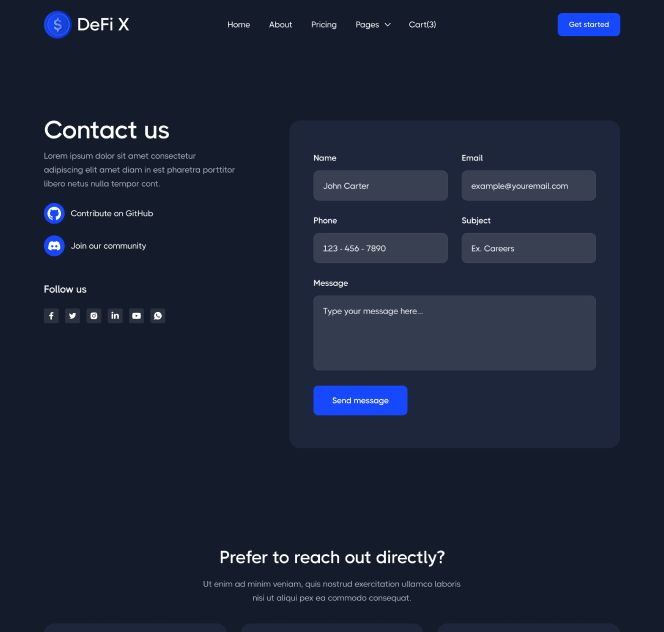 DeFi X
Home About Pricing Pages Cart(3)
Get started
Contact us
Lorem ipsum dolor sit amet consectetur
adipiscing elit amet diam in est pharetra porttitor
libero netus nulla tempor cont.
Contribute on GitHub
Join our community
Follow us
Name
John Carter
Email
example@youremail.com
Phone
123 - 456 - 7890
Subject
Ex. Careers
Message
Type your message here...
Send message
Prefer to reach out directly?
Ut enim ad minim veniam, quis nostrud exercitation ullamco laboris
nisi ut aliqui pex ea commodo consequat.